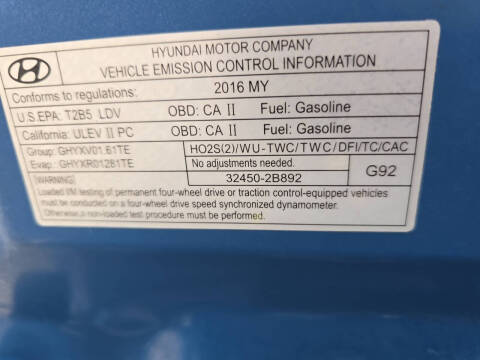 HYUNDAI MOTOR COMPANY
VEHICLE EMISSION CONTROL INFORMATION
Conforms to regulations: 2016 MY
U.S.EPA: T2B5 LDV OBD: CA II Fuel: Gasoline
California: ULEV II PC OBD: CA II Fuel: Gasoline
Group: GHYXV01.61TE HO2S(2)/WU-TWC/TWC/DFI/TC/CAC
Evap: GHYXR01281TE No adjustments needed.
WARNING: 32450-2B892 G92
Loaded I/M testing of permanent four-wheel drive or traction control-equipped vehicles
must be conducted on a four-wheel drive speed synchronized dynamometer.
Otherwise, a non-loaded test procedure must be performed.